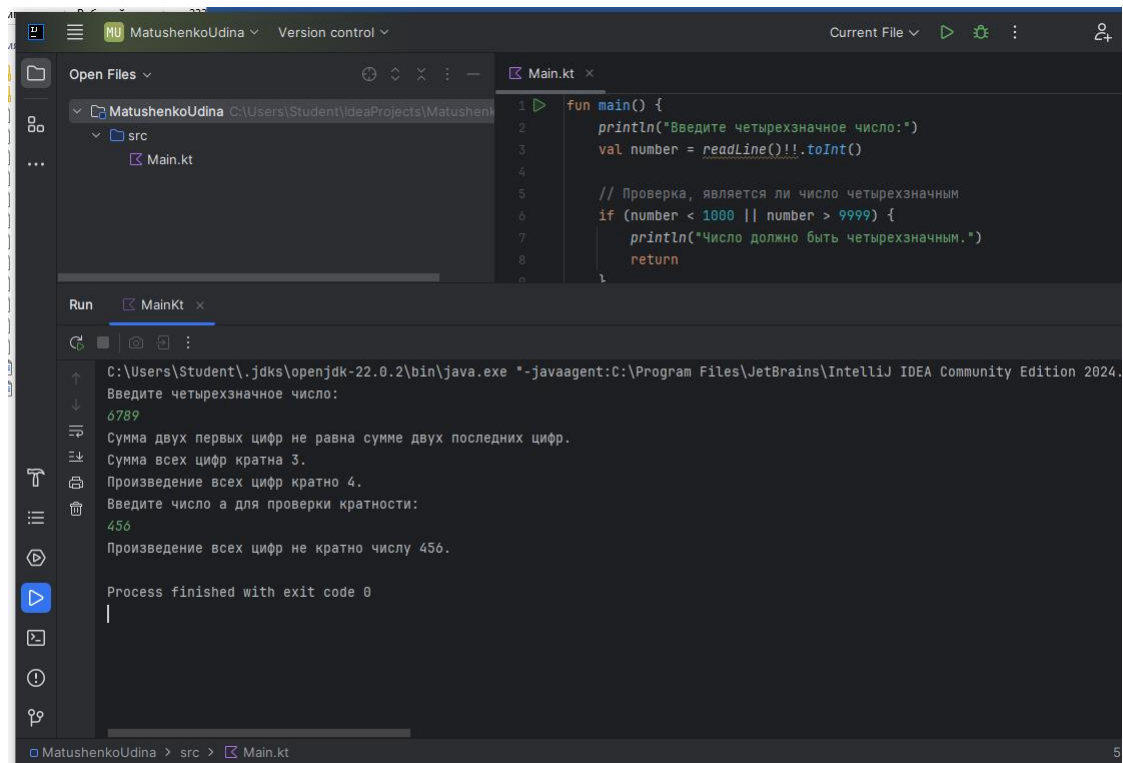 MU MatushenkoUdina Version control Current File
Open Files
Main.kt
MatushenkoUdina C:\Users\Student\IdeaProjects\Matushenk
src
Main.kt
1 fun main() {
2 println("Введите четырехзначное число:")
3 val number = readLine()!!.toInt()
4
5 // Проверка, является ли число четырехзначным
6 if (number < 1000 || number > 9999) {
7 println("Число должно быть четырехзначным.")
8 return
9 }
Run MainKt
C:\Users\Student\.jdks\openjdk-22.0.2\bin\java.exe "-javaagent:C:\Program Files\JetBrains\IntelliJ IDEA Community Edition 2024.
Введите четырехзначное число:
6789
Сумма двух первых цифр не равна сумме двух последних цифр.
Сумма всех цифр кратна 3.
Произведение всех цифр кратно 4.
Введите число a для проверки кратности:
456
Произведение всех цифр не кратно числу 456.
Process finished with exit code 0
MatushenkoUdina > src > Main.kt 5